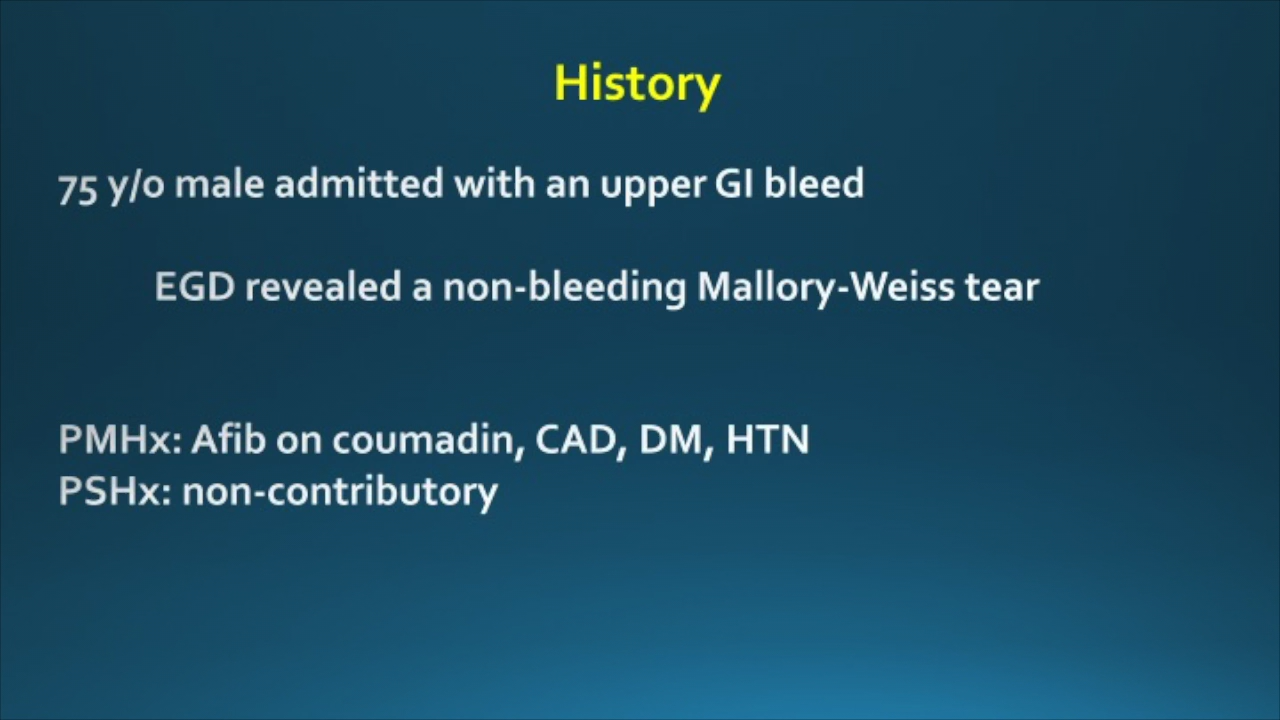 History
75 y/o male admitted with an upper GI bleed
EGD revealed a non-bleeding Mallory-Weiss tear
PMHx: Afib on coumadin, CAD, DM, HTN
PSHx: non-contributory